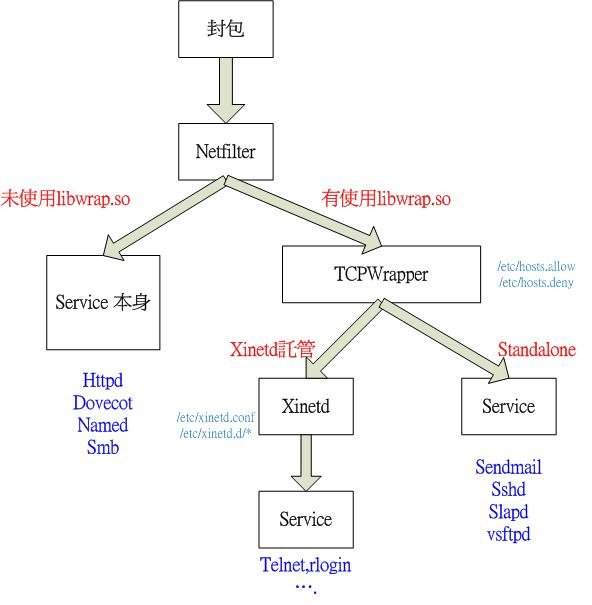 封包
Netfilter
未使用libwrap.so
有使用libwrap.so
Service 本身
TCPWrapper
/etc/hosts.allow
/etc/hosts.deny
Httpd
Dovecot
Named
Smb
Xinetd託管
Standalone
/etc/xinetd.conf
/etc/xinetd,d/*
Xinetd
Service
Sendmail
Sshd
Slapd
vsftpd
Service
Telnet,rlogin
….